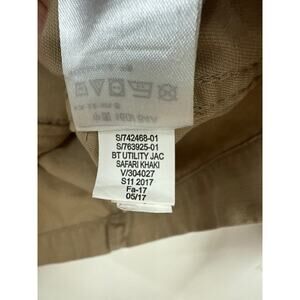 S/742468-01
S/763925-01
BT UTILITY JAC
SAFARI KHAKI
V/304027
S11 2017
Fa-17
05/17